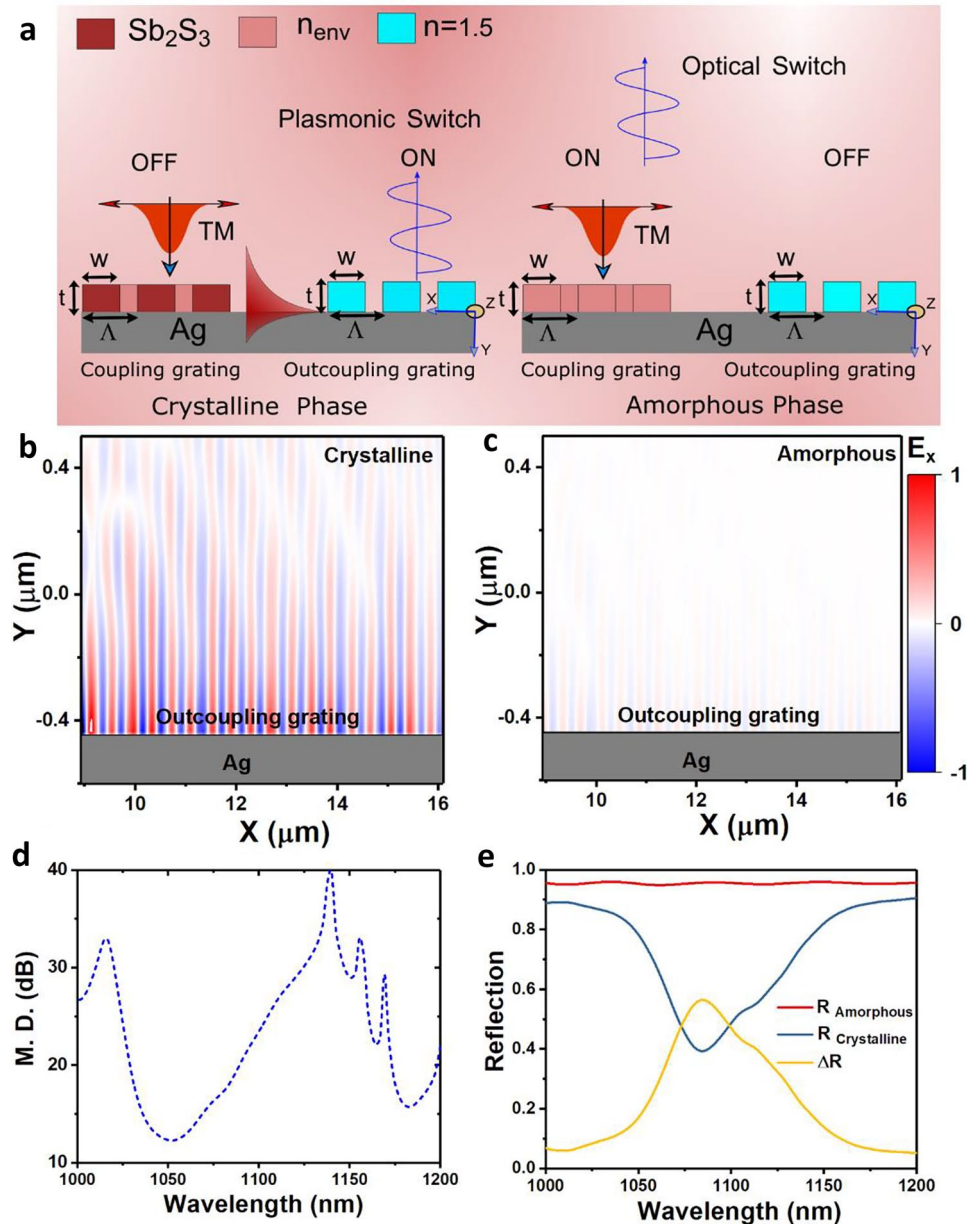 a
Sb₂S₃ n_env n=1.5
Optical Switch
Plasmonic Switch
OFF ON ON OFF
TM TM
w w w w
t t t t
Λ Λ Λ Λ
X Z X Z
Ag Ag
Y Y
Coupling grating Outcoupling grating Coupling grating Outcoupling grating
Crystalline Phase Amorphous Phase
b
Crystalline
0.4
0.0
-0.4
Y (μm)
Outcoupling grating
Ag
10 12 14 16
X (μm)
c
Amorphous
0.4
0.0
-0.4
Y (μm)
Outcoupling grating
Ag
10 12 14 16
X (μm)
Eₓ
1
0
-1
d
40
30
20
10
M. D. (dB)
1000 1050 1100 1150 1200
Wavelength (nm)
e
1.0
0.8
0.6
0.4
0.2
0.0
Reflection
R Amorphous
R Crystalline
ΔR
1000 1050 1100 1150 1200
Wavelength (nm)